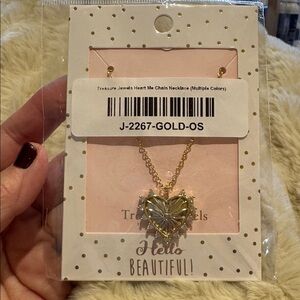 Treasure Jewels Heart Me Chain Necklace (Multiple Colors)
J-2267-GOLD-OS
Hello
BEAUTIFUL!